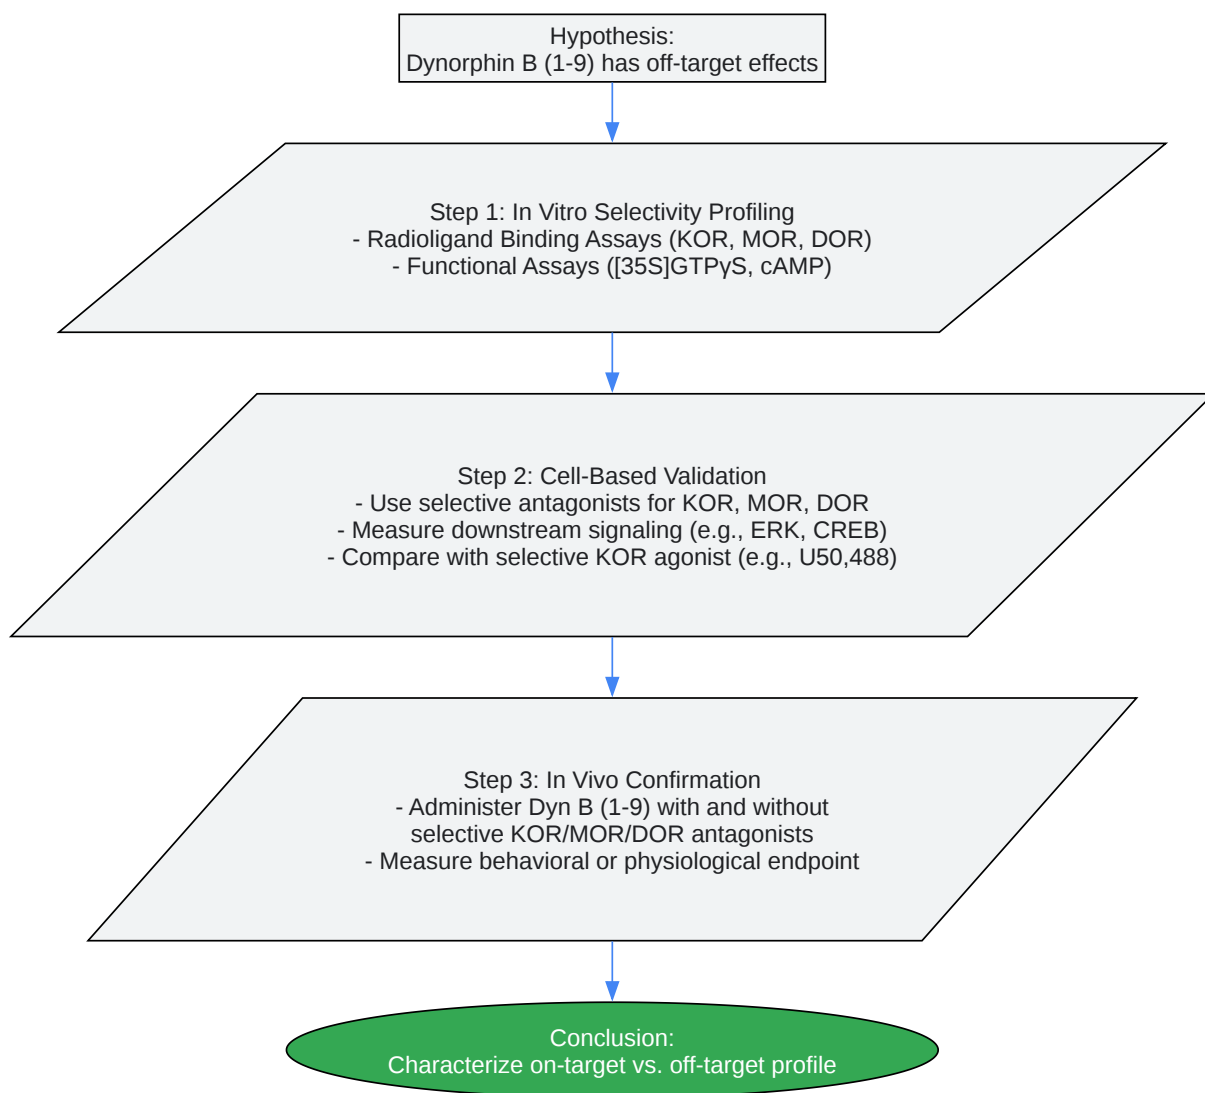 Hypothesis:
Dynorphin B (1-9) has off-target effects
Step 1: In Vitro Selectivity Profiling
- Radioligand Binding Assays (KOR, MOR, DOR)
- Functional Assays ([35S]GTPγS, cAMP)
Step 2: Cell-Based Validation
- Use selective antagonists for KOR, MOR, DOR
- Measure downstream signaling (e.g., ERK, CREB)
- Compare with selective KOR agonist (e.g., U50,488)
Step 3: In Vivo Confirmation
- Administer Dyn B (1-9) with and without
selective KOR/MOR/DOR antagonists
- Measure behavioral or physiological endpoint
Conclusion:
Characterize on-target vs. off-target profile